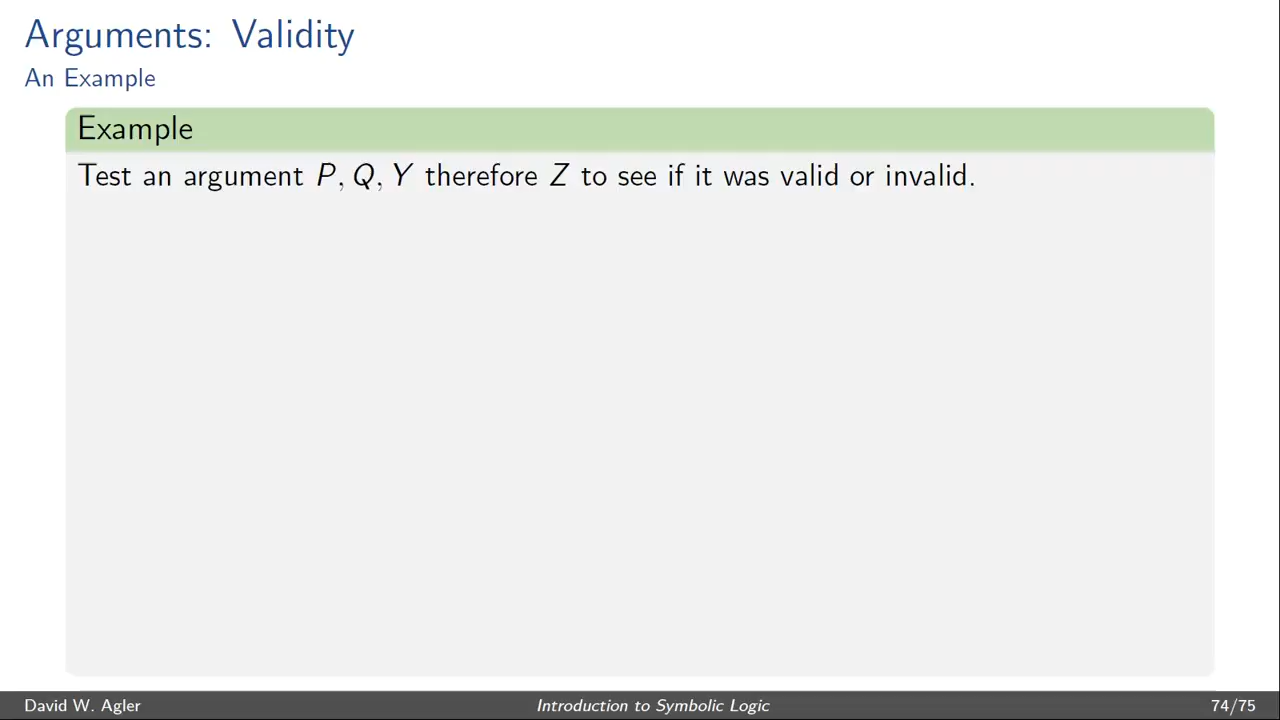 Arguments: Validity
An Example
Example
Test an argument P, Q, Y therefore Z to see if it was valid or invalid.
David W. Agler
Introduction to Symbolic Logic
74/75